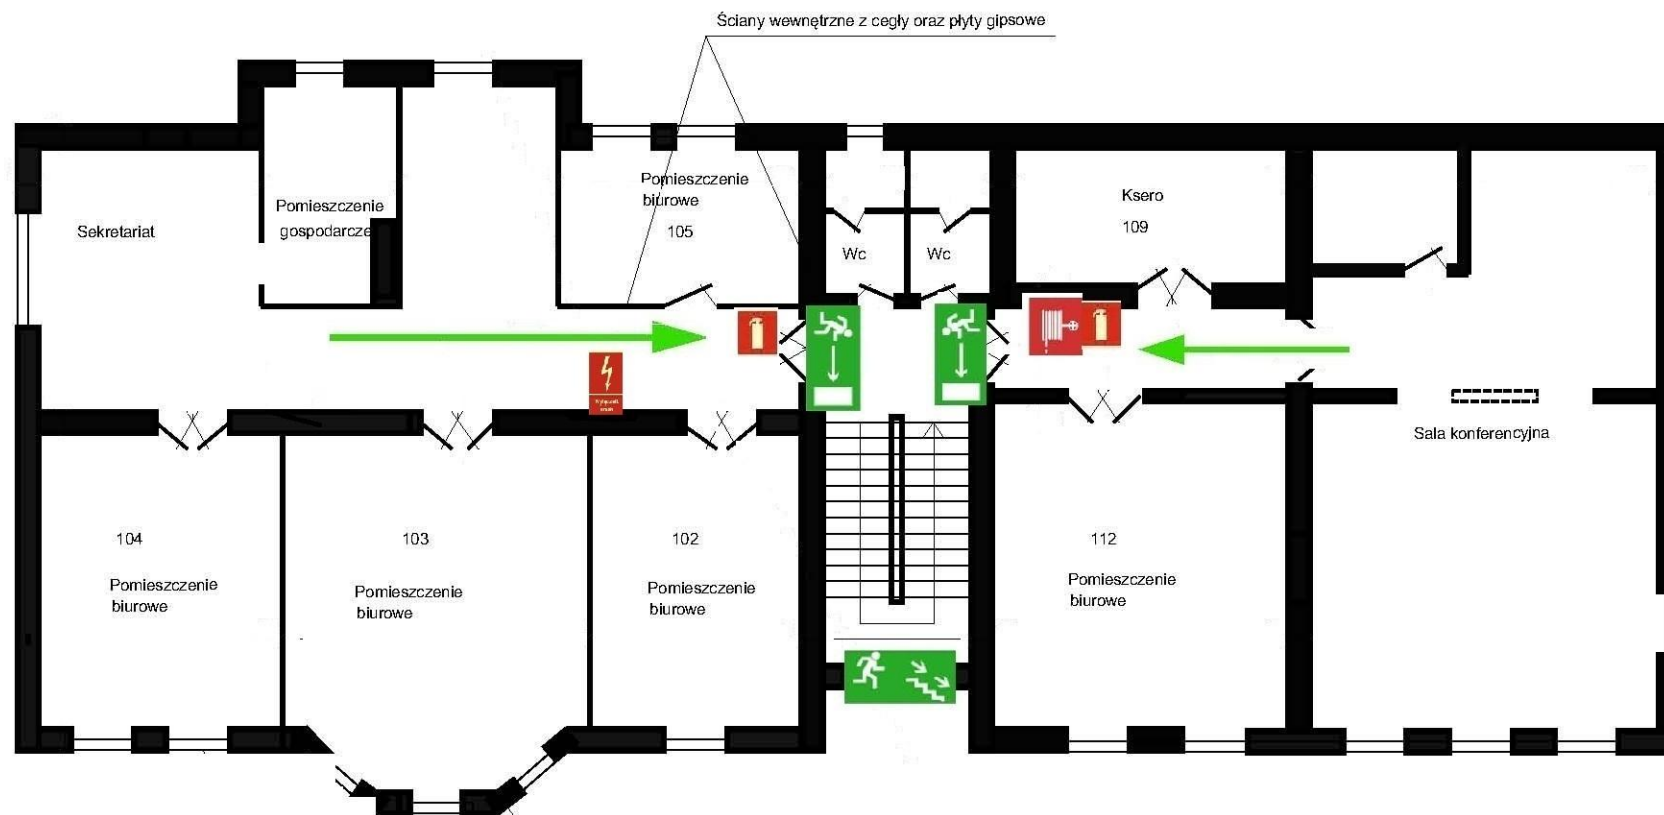 Ściany wewnętrzne z cegły oraz płyty gipsowe
Pomieszczenie
biurowe
105
Ksero
109
Pomieszczenie
gospodarcze
Sekretariat
Wc
Wc
Sala konferencyjna
104
Pomieszczenie
biurowe
103
Pomieszczenie
biurowe
102
Pomieszczenie
biurowe
112
Pomieszczenie
biurowe